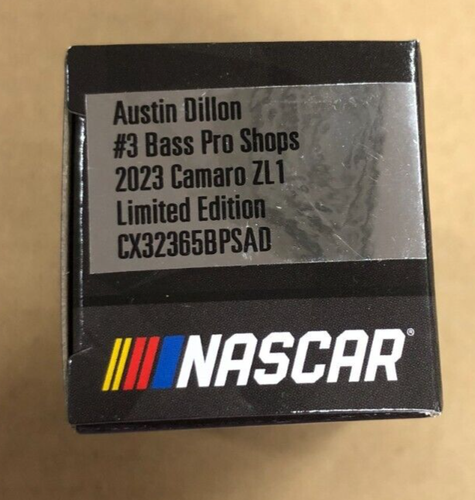 Austin Dillon
#3 Bass Pro Shops
2023 Camaro ZL1
Limited Edition
CX32365BPSAD
NASCAR®